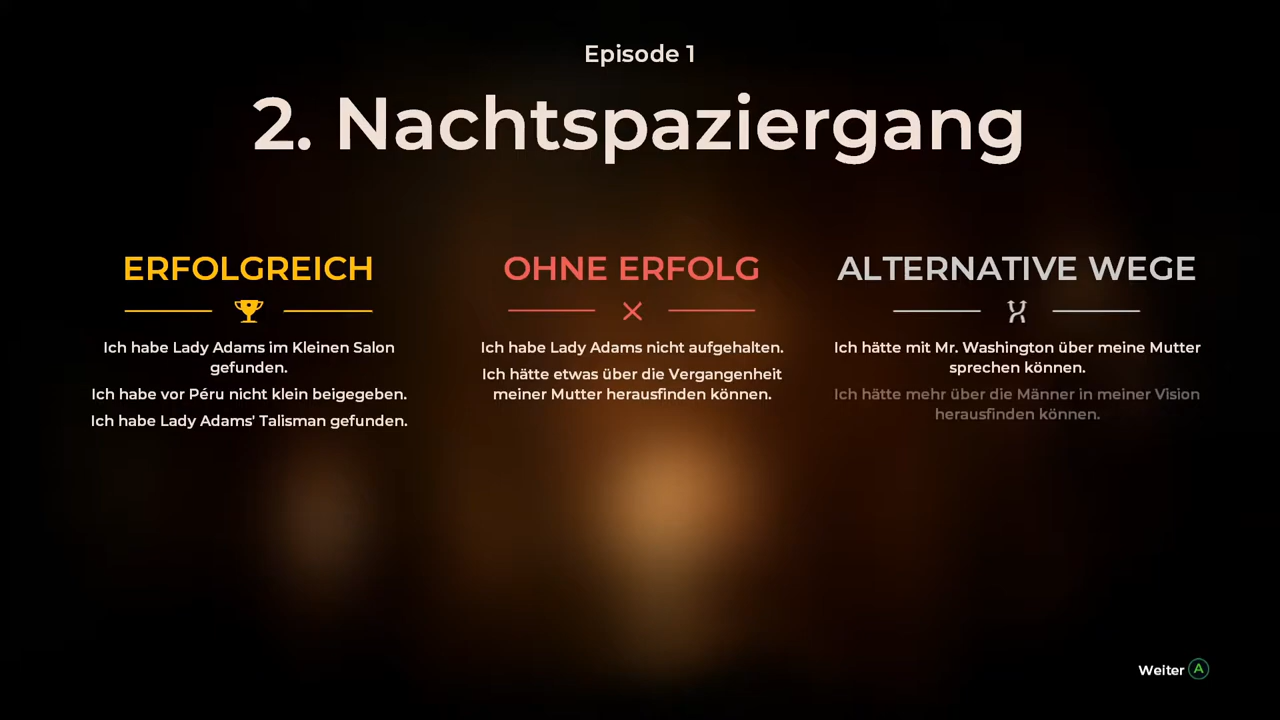 Episode 1
2. Nachtspaziergang
ERFOLGREICH
Ich habe Lady Adams im Kleinen Salon
gefunden.
Ich habe vor Péru nicht klein beigegeben.
Ich habe Lady Adams' Talisman gefunden.
OHNE ERFOLG
Ich habe Lady Adams nicht aufgehalten.
Ich hätte etwas über die Vergangenheit
meiner Mutter herausfinden können.
ALTERNATIVE WEGE
Ich hätte mit Mr. Washington über meine Mutter
sprechen können.
Ich hätte mehr über die Männer in meiner Vision
herausfinden können.
Weiter A